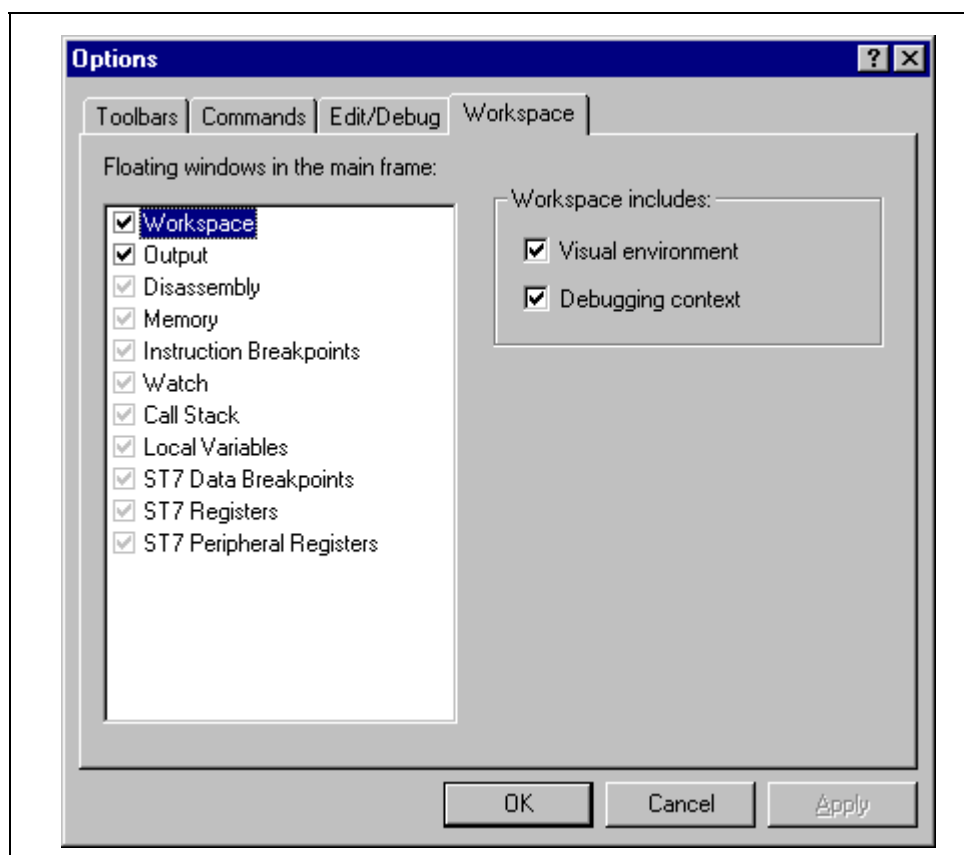 Options
Toolbars Commands Edit/Debug Workspace
Floating windows in the main frame:
Workspace
Output
Disassembly
Memory
Instruction Breakpoints
Watch
Call Stack
Local Variables
ST7 Data Breakpoints
ST7 Registers
ST7 Peripheral Registers
Workspace includes:
Visual environment
Debugging context
OK Cancel Apply